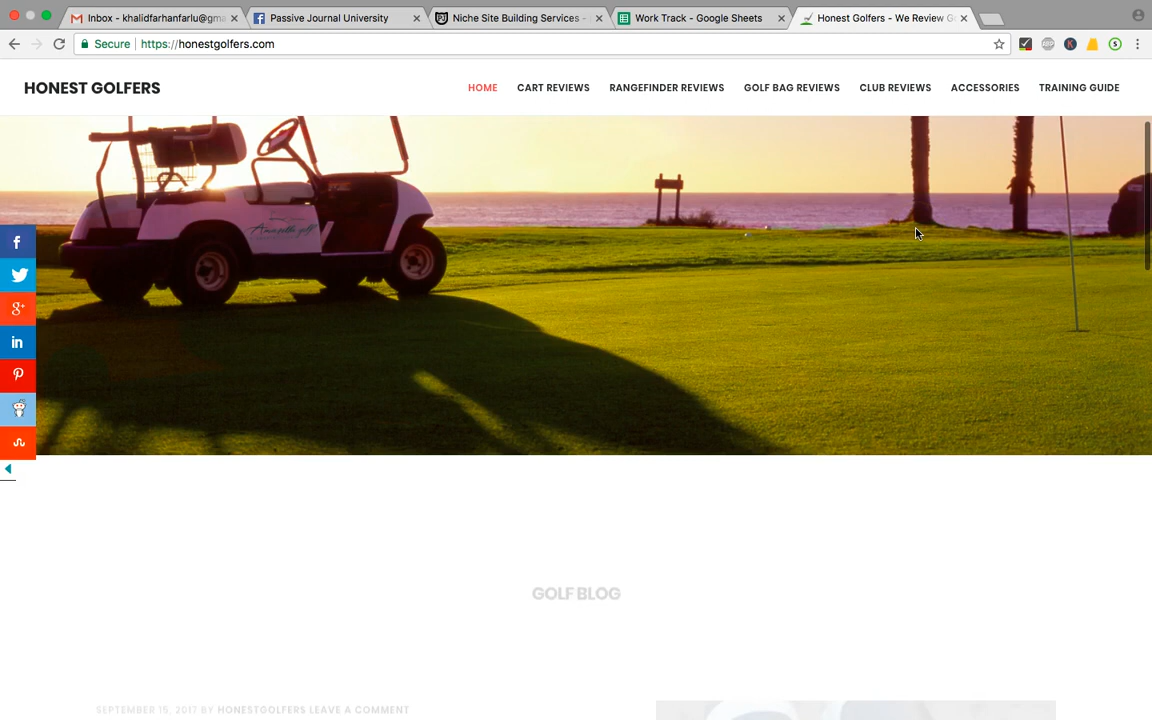 Inbox - khalidfarhanfarlu@gma
Passive Journal University
Niche Site Building Services -
Work Track - Google Sheets
Honest Golfers - We Review G
Secure
https://honestgolfers.com
HONEST GOLFERS
HOME
CART REVIEWS
RANGEFINDER REVIEWS
GOLF BAG REVIEWS
CLUB REVIEWS
ACCESSORIES
TRAINING GUIDE
GOLF BLOG
SEPTEMBER 15, 2017 BY HONESTGOLFERS LEAVE A COMMENT